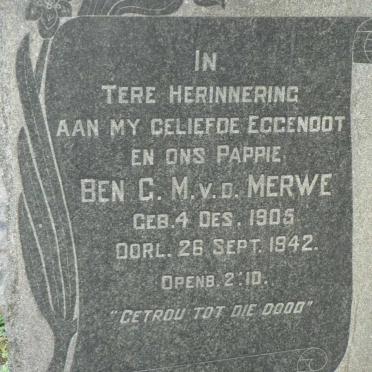 IN
TERE HERINNERING
AAN MY GELIEFDE EGGENOOT
EN ONS PAPPIE
BEN G. M. V. D. MERWE
GEB. 4 DES. 1905
OORL. 26 SEPT. 1942.
OPENB. 2:10.
"GETROU TOT DIE DOOD"